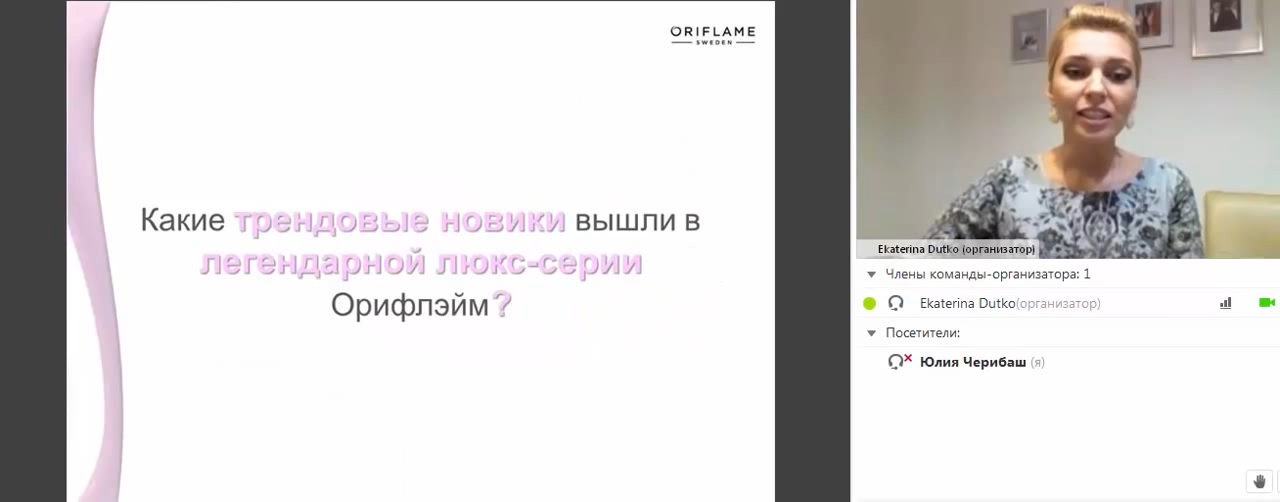 ORIFLAME
SWEDEN
Какие трендовые новики вышли в
легендарной люкс-серии
Орифлэйм?
Ekaterina Dutko (организатор)
Члены команды-организатора: 1
Ekaterina Dutko(организатор)
Посетители:
Юлия Черибаш (я)